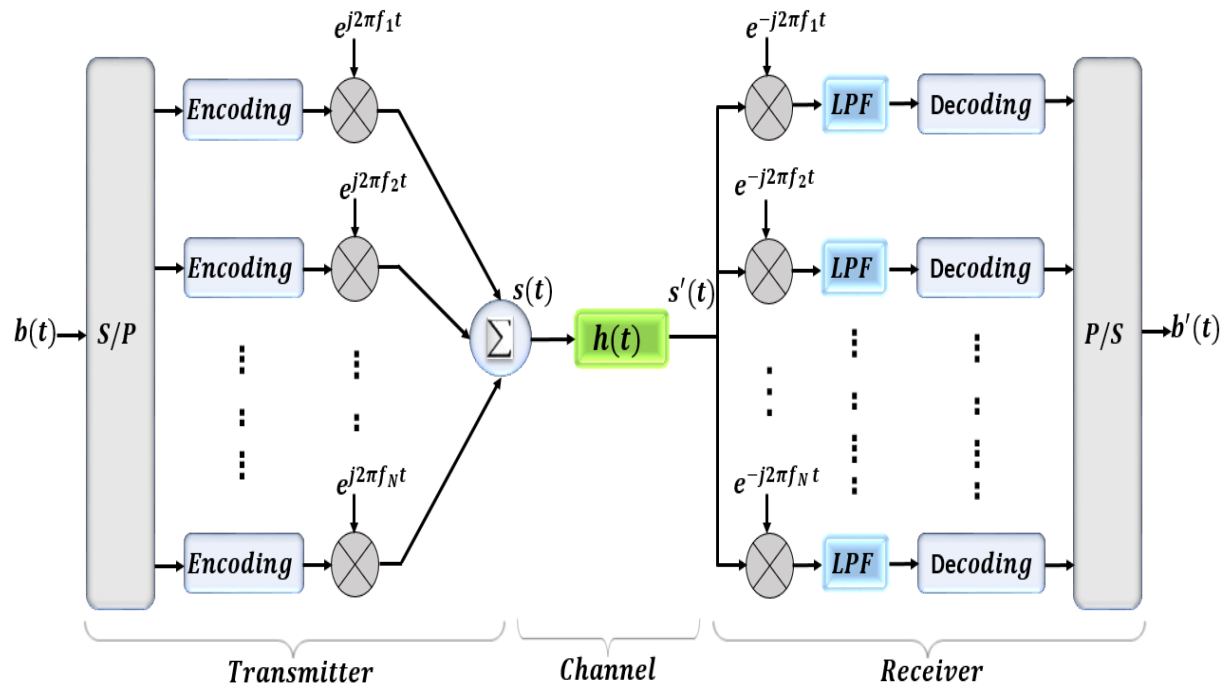 e^{j2πf_1t}
e^{-j2πf_1t}
Encoding
LPF
Decoding
e^{j2πf_2t}
e^{-j2πf_2t}
Encoding
LPF
Decoding
b(t)
S/P
s(t)
Σ
h(t)
s'(t)
P/S
b'(t)
e^{j2πf_Nt}
e^{-j2πf_Nt}
Encoding
LPF
Decoding
Transmitter
Channel
Receiver